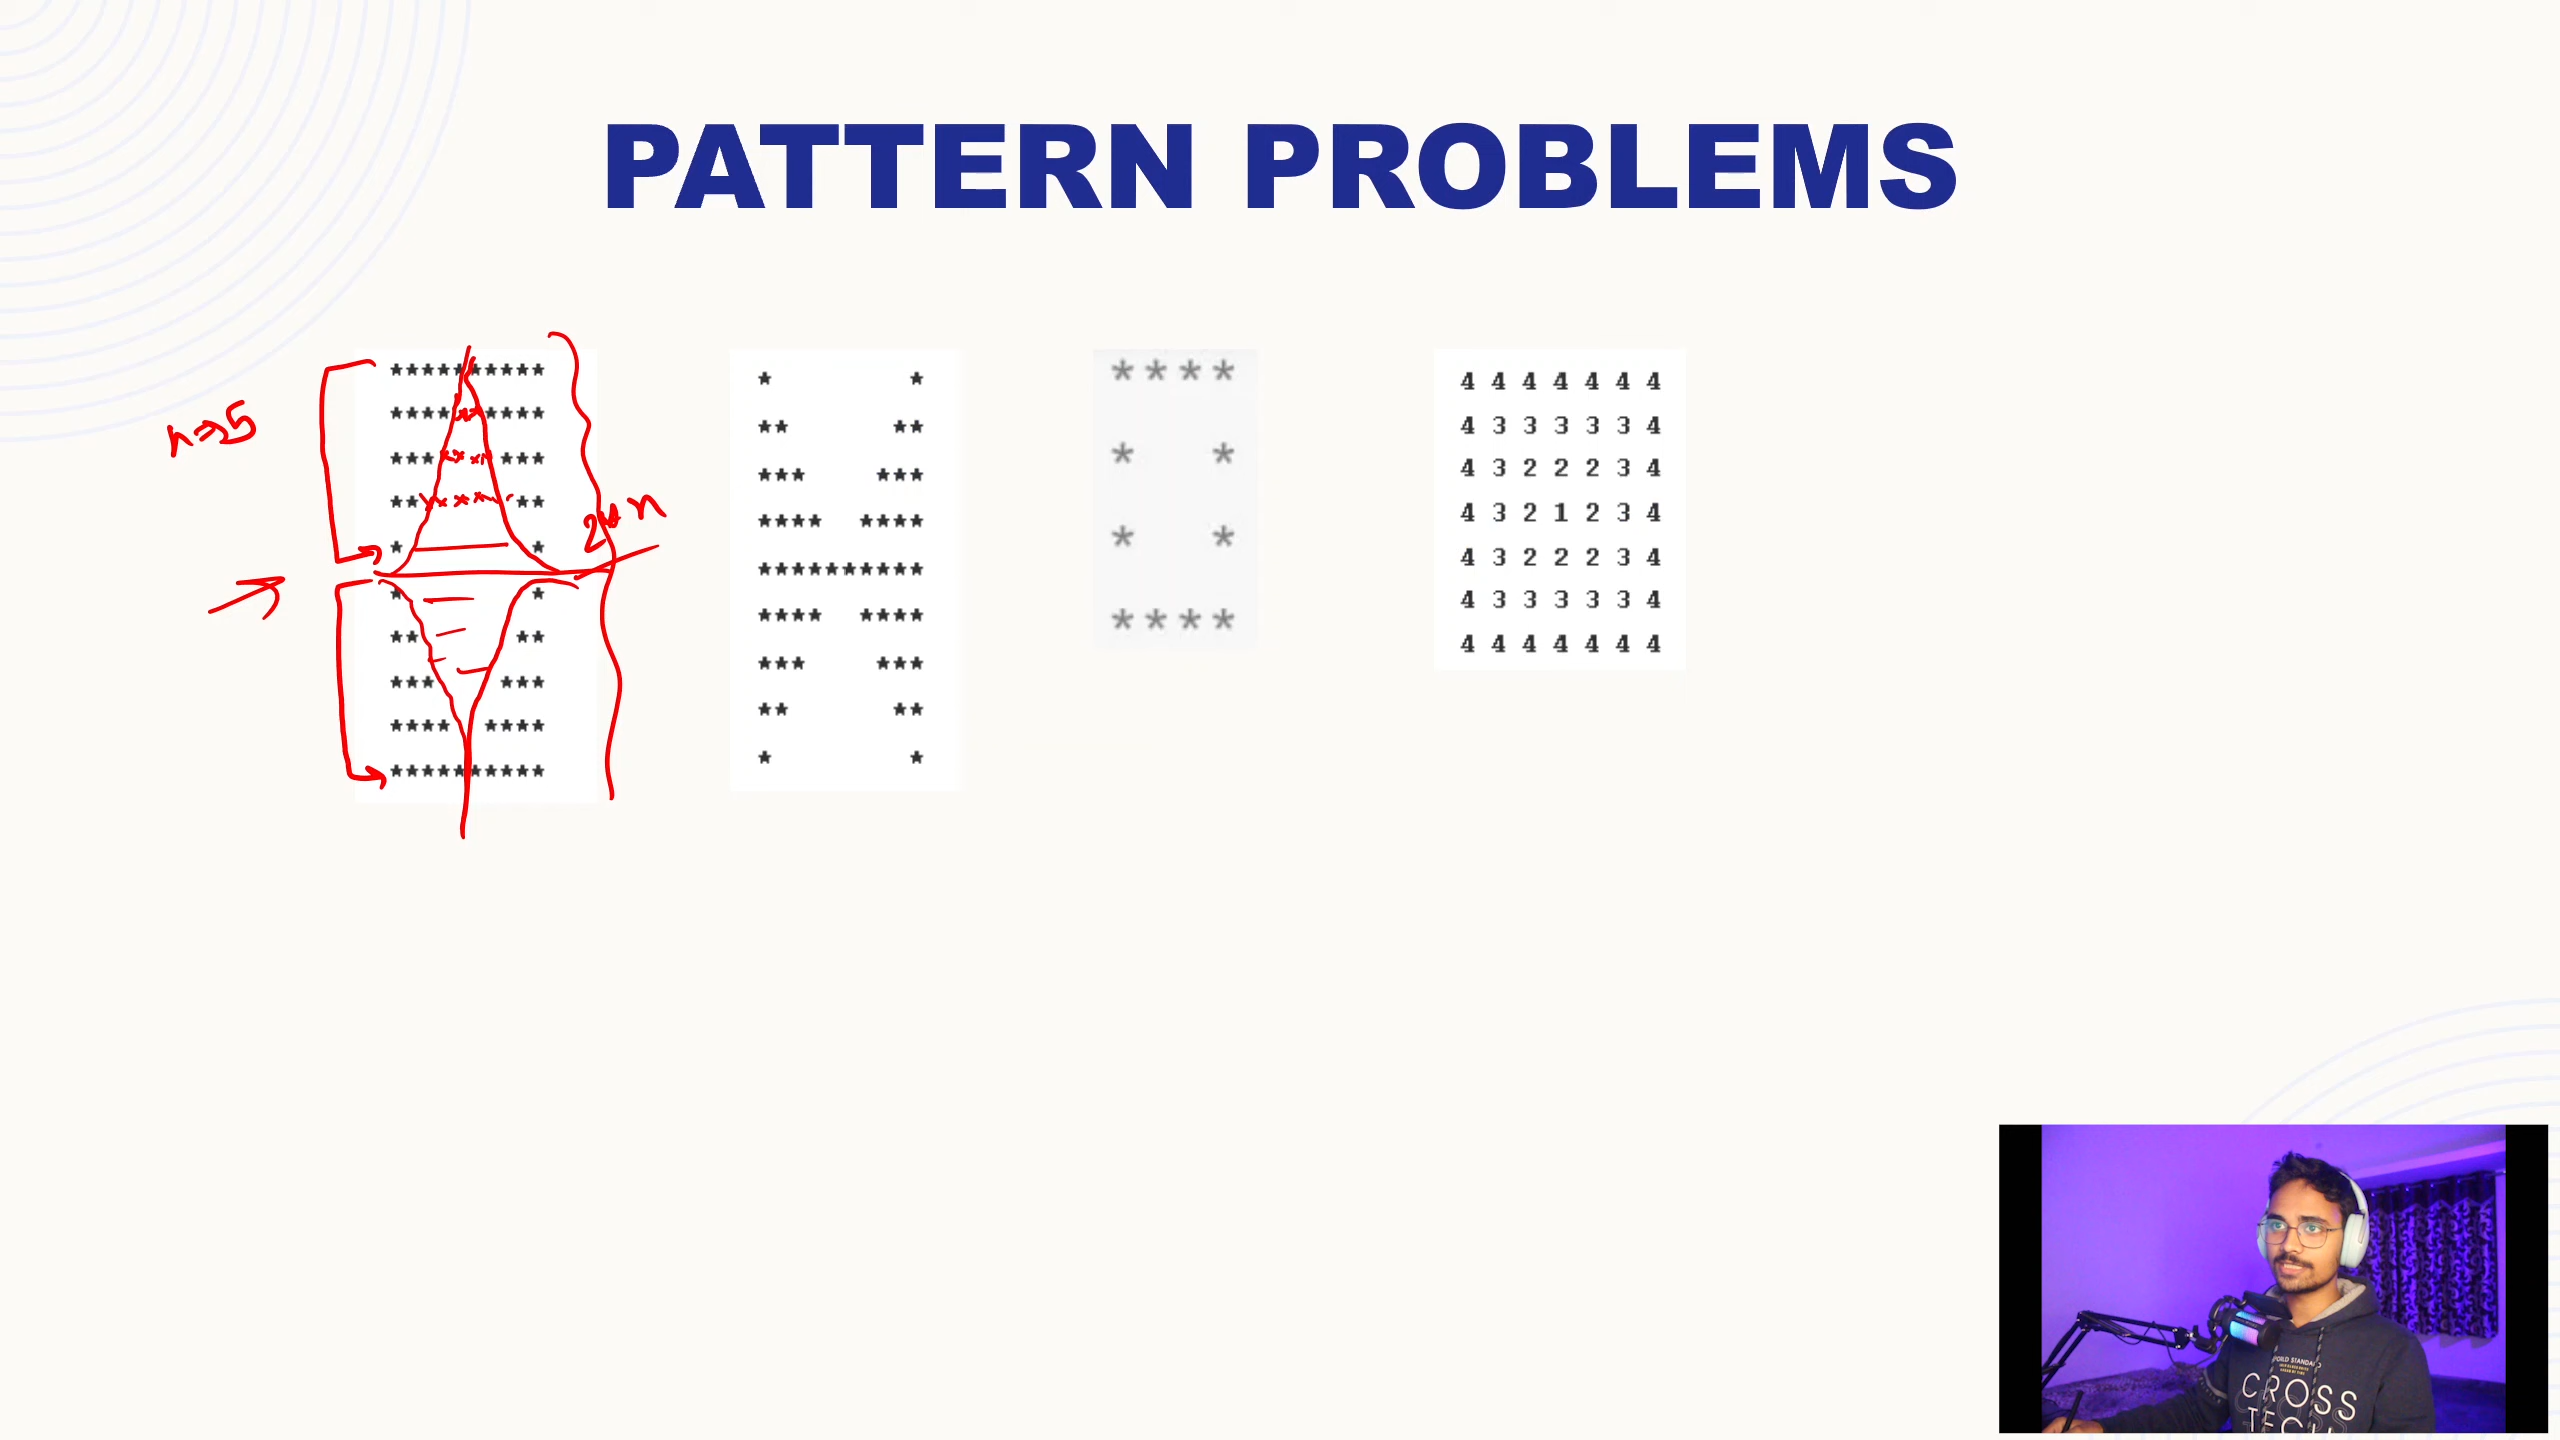 PATTERN PROBLEMS
n→5
2*n
**********
**** ****
*** ***
** **
* *
* *
** **
*** ***
**** ****
**********
* *
** **
*** ***
**** ****
**********
**** ****
*** ***
** **
* *
* * * *
* *
* *
* * * *
4 4 4 4 4 4 4
4 3 3 3 3 3 4
4 3 2 2 2 3 4
4 3 2 1 2 3 4
4 3 2 2 2 3 4
4 3 3 3 3 3 4
4 4 4 4 4 4 4
CROSS